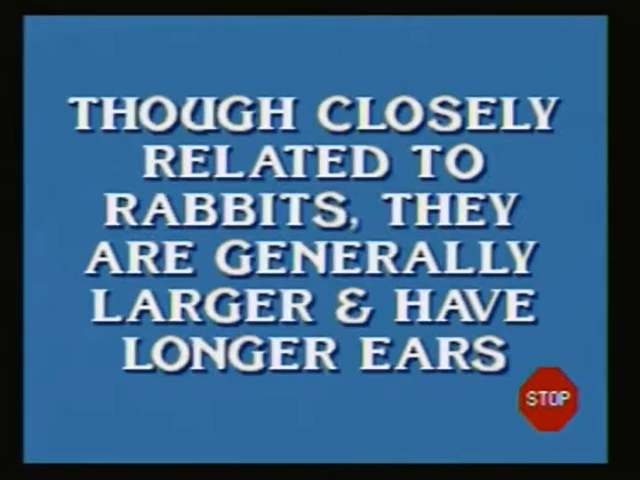 THOUGH CLOSELY
RELATED TO
RABBITS, THEY
ARE GENERALLY
LARGER & HAVE
LONGER EARS
STOP